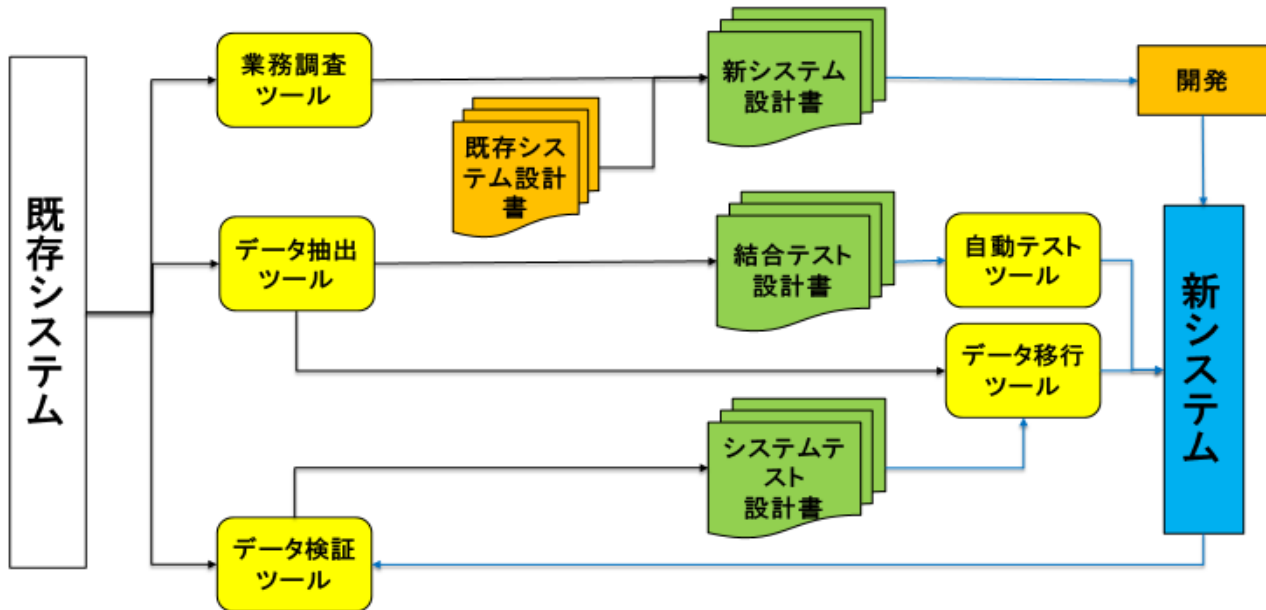 既存システム
業務調査
ツール
既存シス
テム設計
書
新システム
設計書
開発
データ抽出
ツール
結合テスト
設計書
自動テスト
ツール
データ移行
ツール
新システム
システムテ
スト
設計書
データ検証
ツール